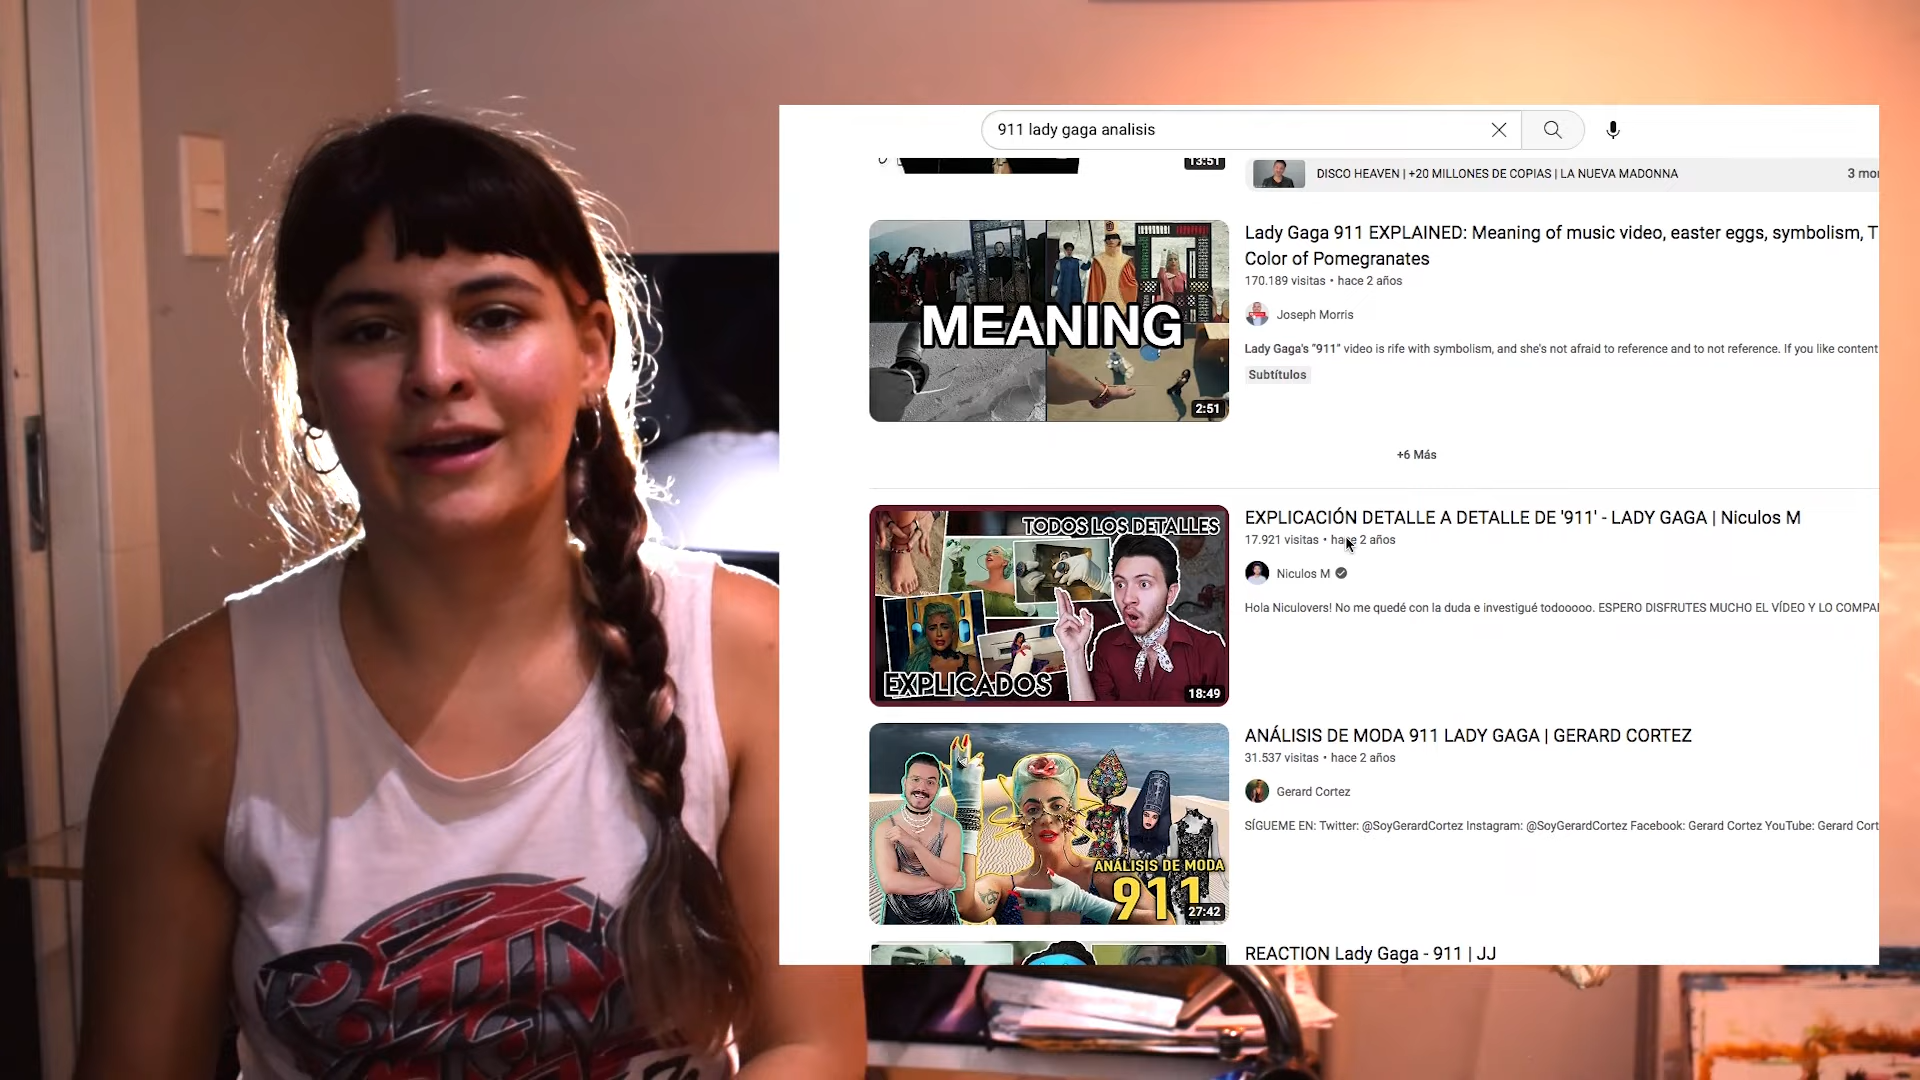 911 lady gaga analisis
13:51
DISCO HEAVEN | +20 MILLONES DE COPIAS | LA NUEVA MADONNA
3 mo
MEANING
2:51
Lady Gaga 911 EXPLAINED: Meaning of music video, easter eggs, symbolism, T
Color of Pomegranates
170.189 visitas • hace 2 años
Joseph Morris
Lady Gaga's "911" video is rife with symbolism, and she's not afraid to reference and to not reference. If you like content
Subtítulos
+6 Más
TODOS LOS DETALLES
EXPLICADOS
18:49
EXPLICACIÓN DETALLE A DETALLE DE '911' - LADY GAGA | Niculos M
17.921 visitas • hace 2 años
Niculos M
Hola Niculovers! No me quedé con la duda e investigué todooooo. ESPERO DISFRUTES MUCHO EL VÍDEO Y LO COMPA
ANÁLISIS DE MODA
911
27:42
ANÁLISIS DE MODA 911 LADY GAGA | GERARD CORTEZ
31.537 visitas • hace 2 años
Gerard Cortez
SÍGUEME EN: Twitter: @SoyGerardCortez Instagram: @SoyGerardCortez Facebook: Gerard Cortez YouTube: Gerard Cort
REACTION Lady Gaga - 911 | JJ